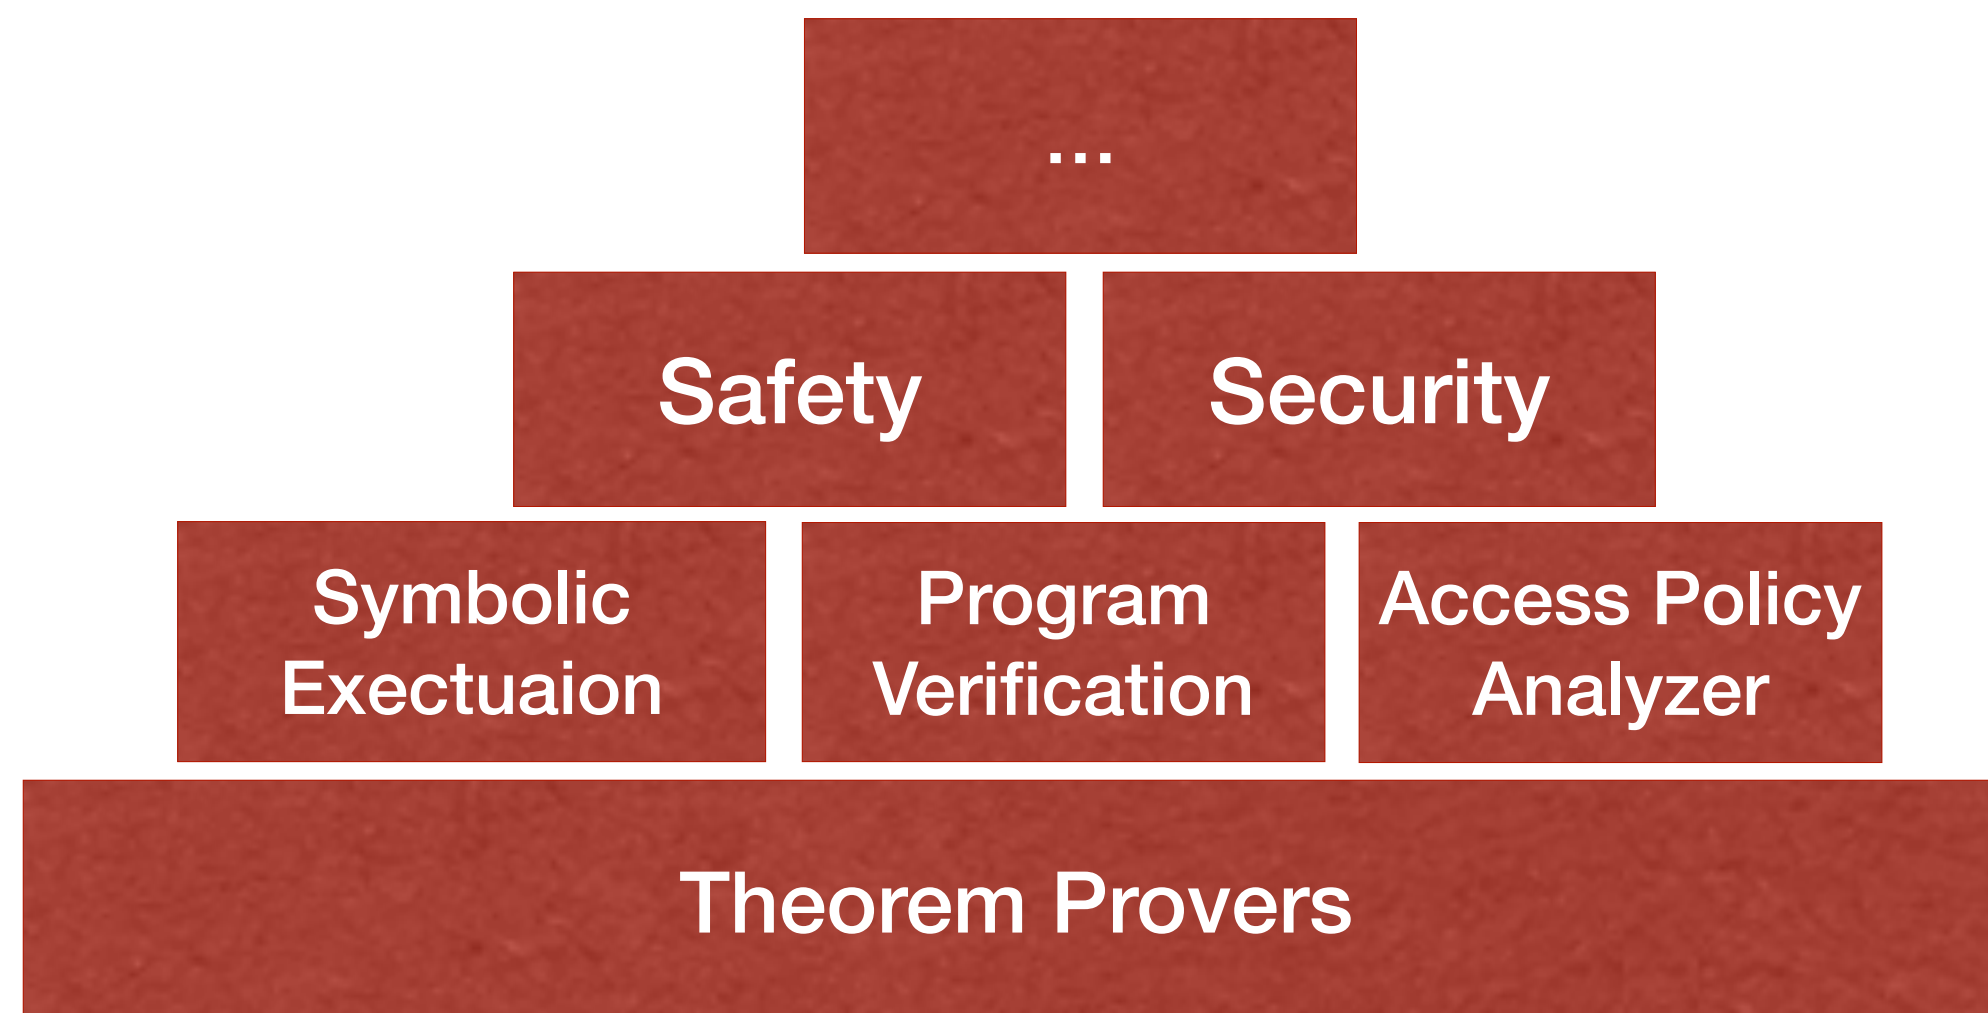 ...
Safety
Security
Symbolic
Exectuaion
Program
Verification
Access Policy
Analyzer
Theorem Provers